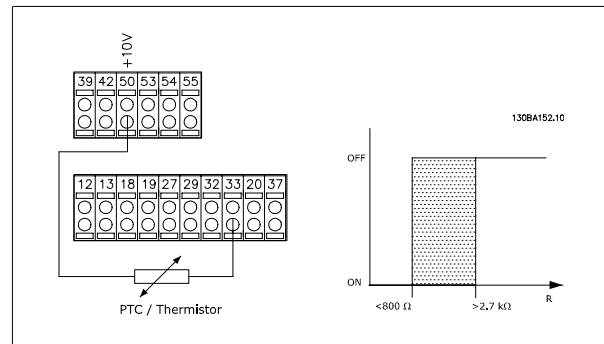 +10V
39 42 50 53 54 55
12 13 18 19 27 29 32 33 20 37
PTC / Thermistor
130BA152.10
OFF
ON
<800 Ω >2.7 kΩ R